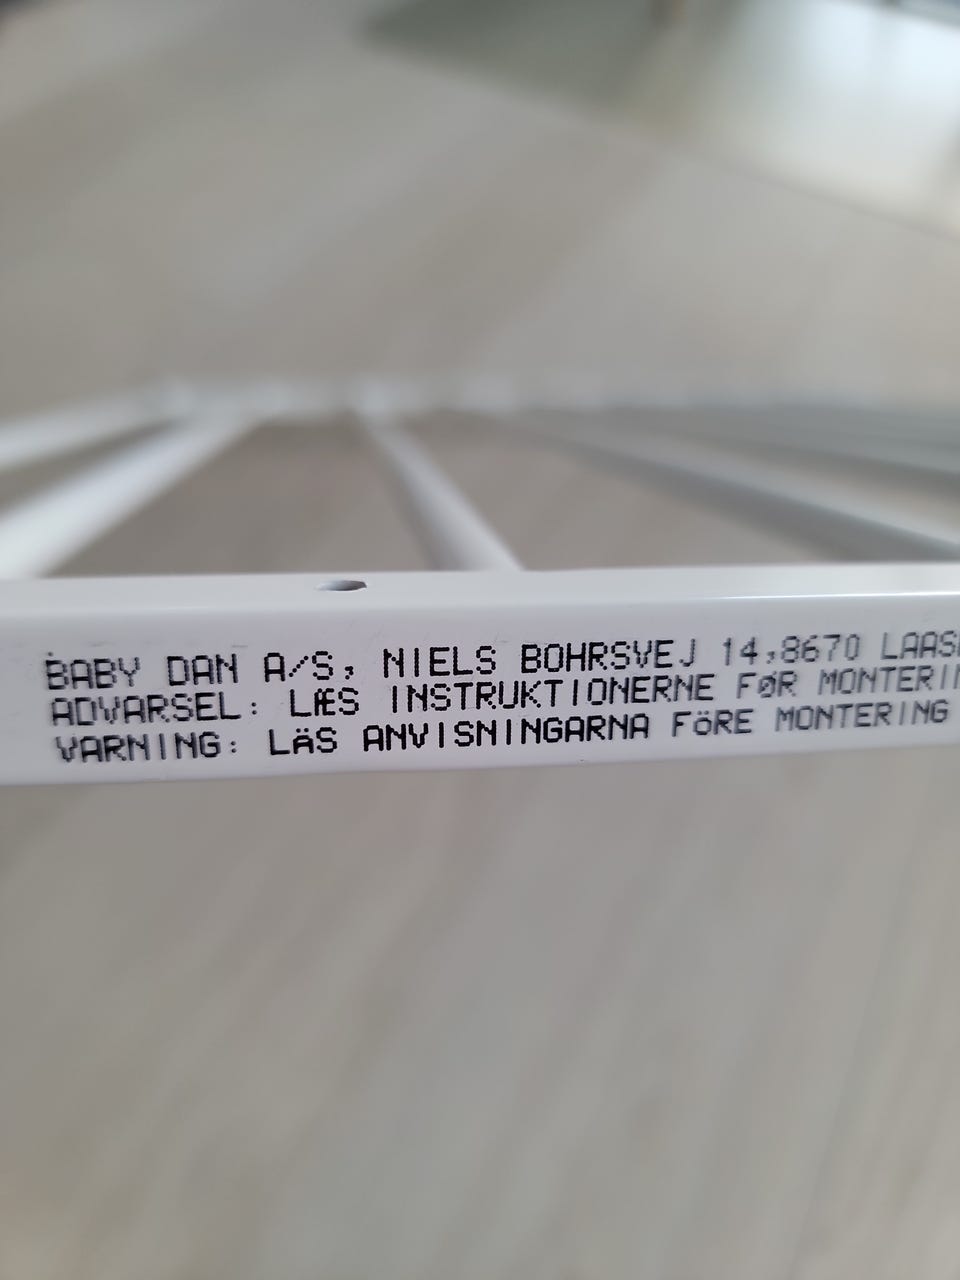 BABY DAN A/S, NIELS BOHRSVEJ 14,8670
ADVARSEL: LÆS INSTRUKTIONERNE FØR
VARNING: LÄS ANVISNINGARNA FÖRE MONTERING